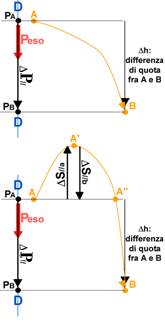 D
PA A
Peso
ΔP//
Δh:
differenza
di quota
fra A e B
PB B
D
A'
D
ΔS//a ΔS//b
PA A A"
Peso
ΔP//
Δh:
differenza
di quota
fra A e B
PB B
D